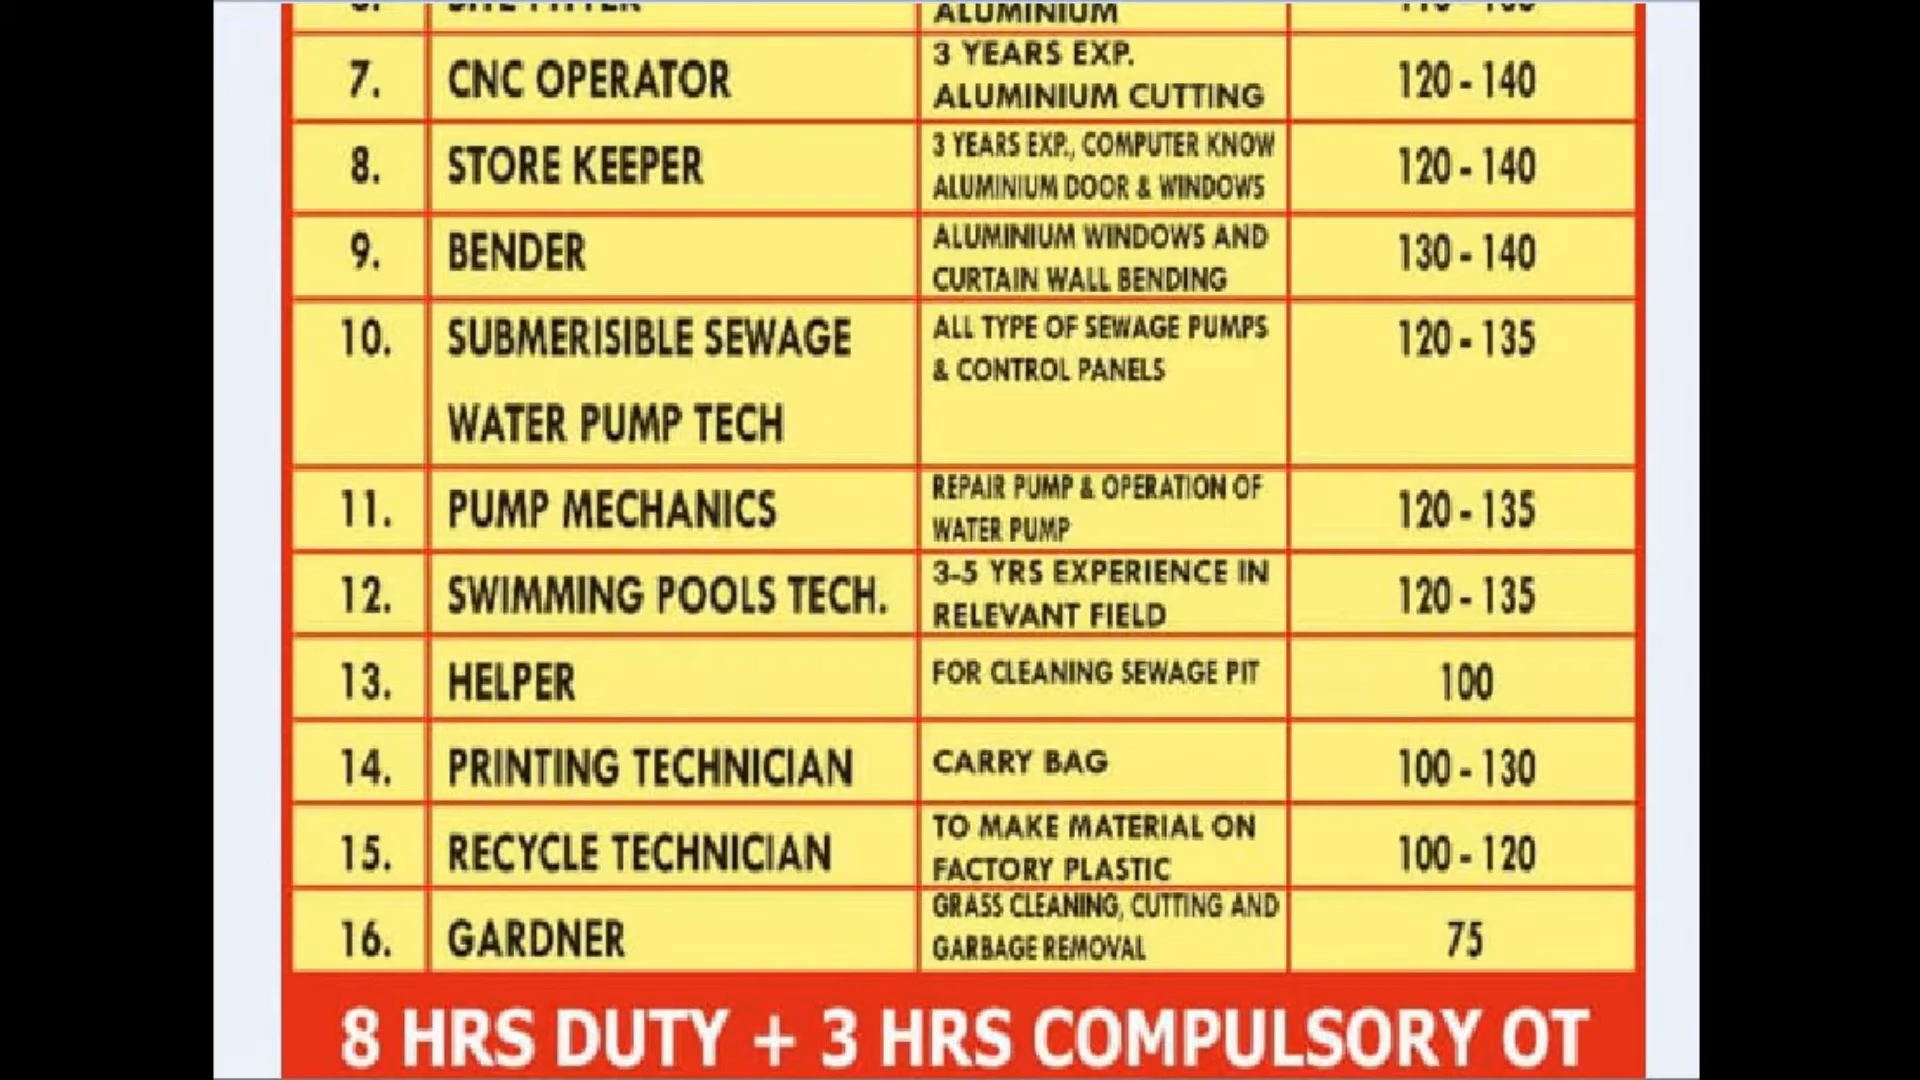 ALUMINIUM
7. CNC OPERATOR 3 YEARS EXP. 120 - 140
ALUMINIUM CUTTING
8. STORE KEEPER 3 YEARS EXP., COMPUTER KNOW 120 - 140
ALUMINIUM DOOR & WINDOWS
9. BENDER ALUMINIUM WINDOWS AND 130 - 140
CURTAIN WALL BENDING
10. SUBMERISIBLE SEWAGE ALL TYPE OF SEWAGE PUMPS 120 - 135
& CONTROL PANELS
WATER PUMP TECH
11. PUMP MECHANICS REPAIR PUMP & OPERATION OF 120 - 135
WATER PUMP
12. SWIMMING POOLS TECH. 3-5 YRS EXPERIENCE IN 120 - 135
RELEVANT FIELD
13. HELPER FOR CLEANING SEWAGE PIT 100
14. PRINTING TECHNICIAN CARRY BAG 100 - 130
15. RECYCLE TECHNICIAN TO MAKE MATERIAL ON 100 - 120
FACTORY PLASTIC
16. GARDNER GRASS CLEANING, CUTTING AND 75
GARBAGE REMOVAL
8 HRS DUTY + 3 HRS COMPULSORY OT